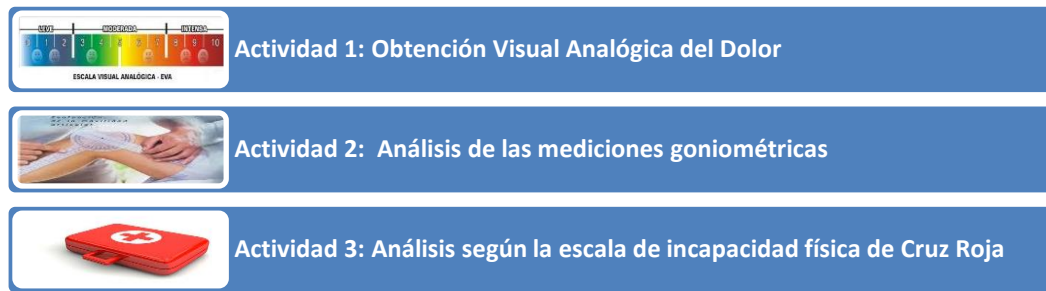 LEVE MODERADA INTENSA
0 1 2 3 4 5 6 7 8 9 10
ESCALA VISUAL ANALÓGICA - EVA
Actividad 1: Obtención Visual Analógica del Dolor
Actividad 2: Análisis de las mediciones goniométricas
Actividad 3: Análisis según la escala de incapacidad física de Cruz Roja